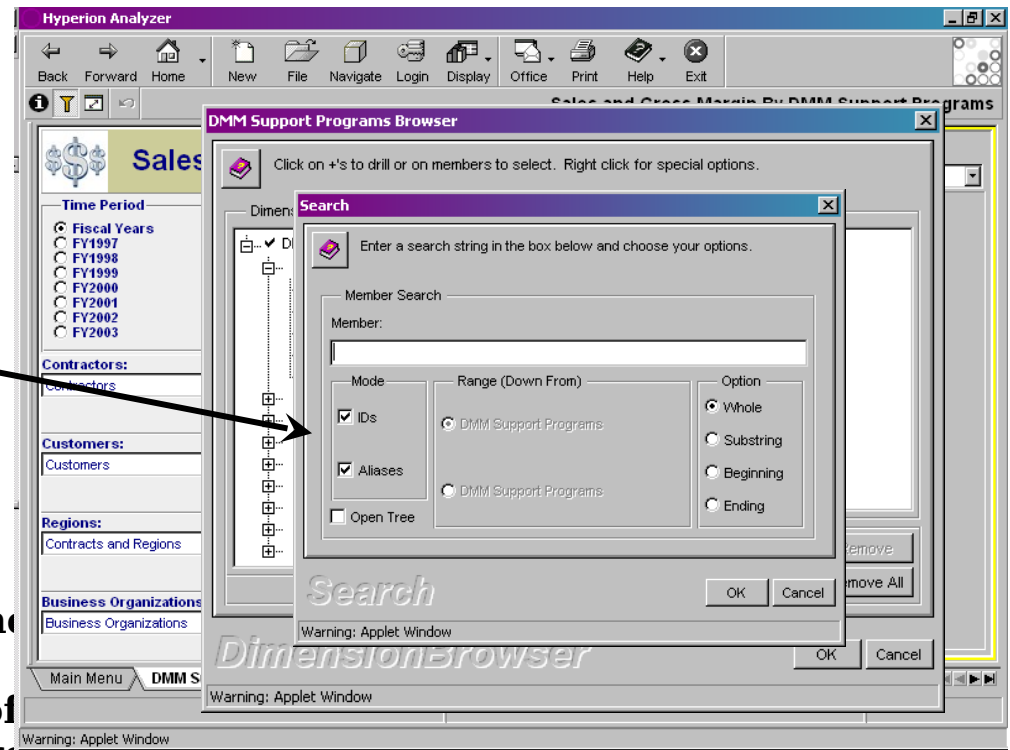 Hyperion Analyzer
Back Forward Home New File Navigate Login Display Office Print Help Exit
Sales and Gross Margin By DMM Support Programs
DMM Support Programs Browser
Click on +'s to drill or on members to select. Right click for special options.
Sales
Time Period
Fiscal Years
FY1997
FY1998
FY1999
FY2000
FY2001
FY2002
FY2003
Contractors:
Contractors
Customers:
Customers
Regions:
Contracts and Regions
Business Organizations
Business Organizations
Search
Enter a search string in the box below and choose your options.
Member Search
Member:
Mode
IDs
Aliases
Open Tree
Range (Down From)
DMM Support Programs
DMM Support Programs
Option
Whole
Substring
Beginning
Ending
Search
OK Cancel
Warning: Applet Window
All
DimensionBrowser
OK Cancel
Warning: Applet Window
Main Menu DMM S
of
Warning: Applet Window